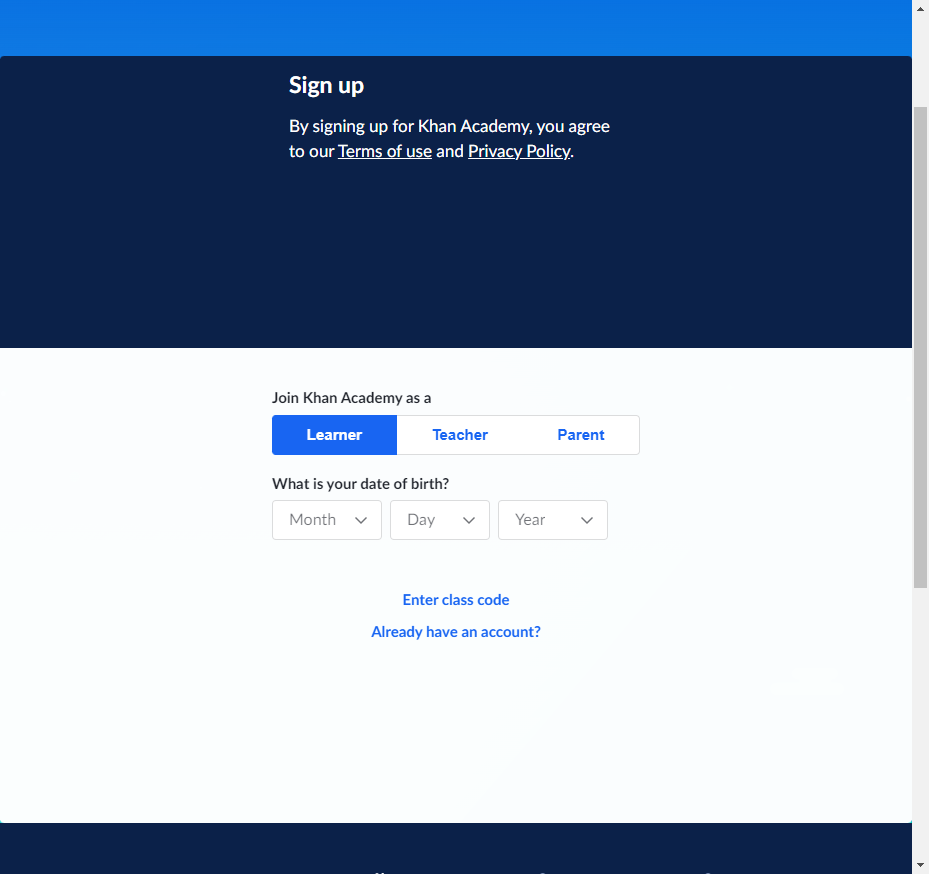 Sign up
By signing up for Khan Academy, you agree
to our Terms of use and Privacy Policy.
Join Khan Academy as a
Learner Teacher Parent
What is your date of birth?
Month Day Year
Enter class code
Already have an account?